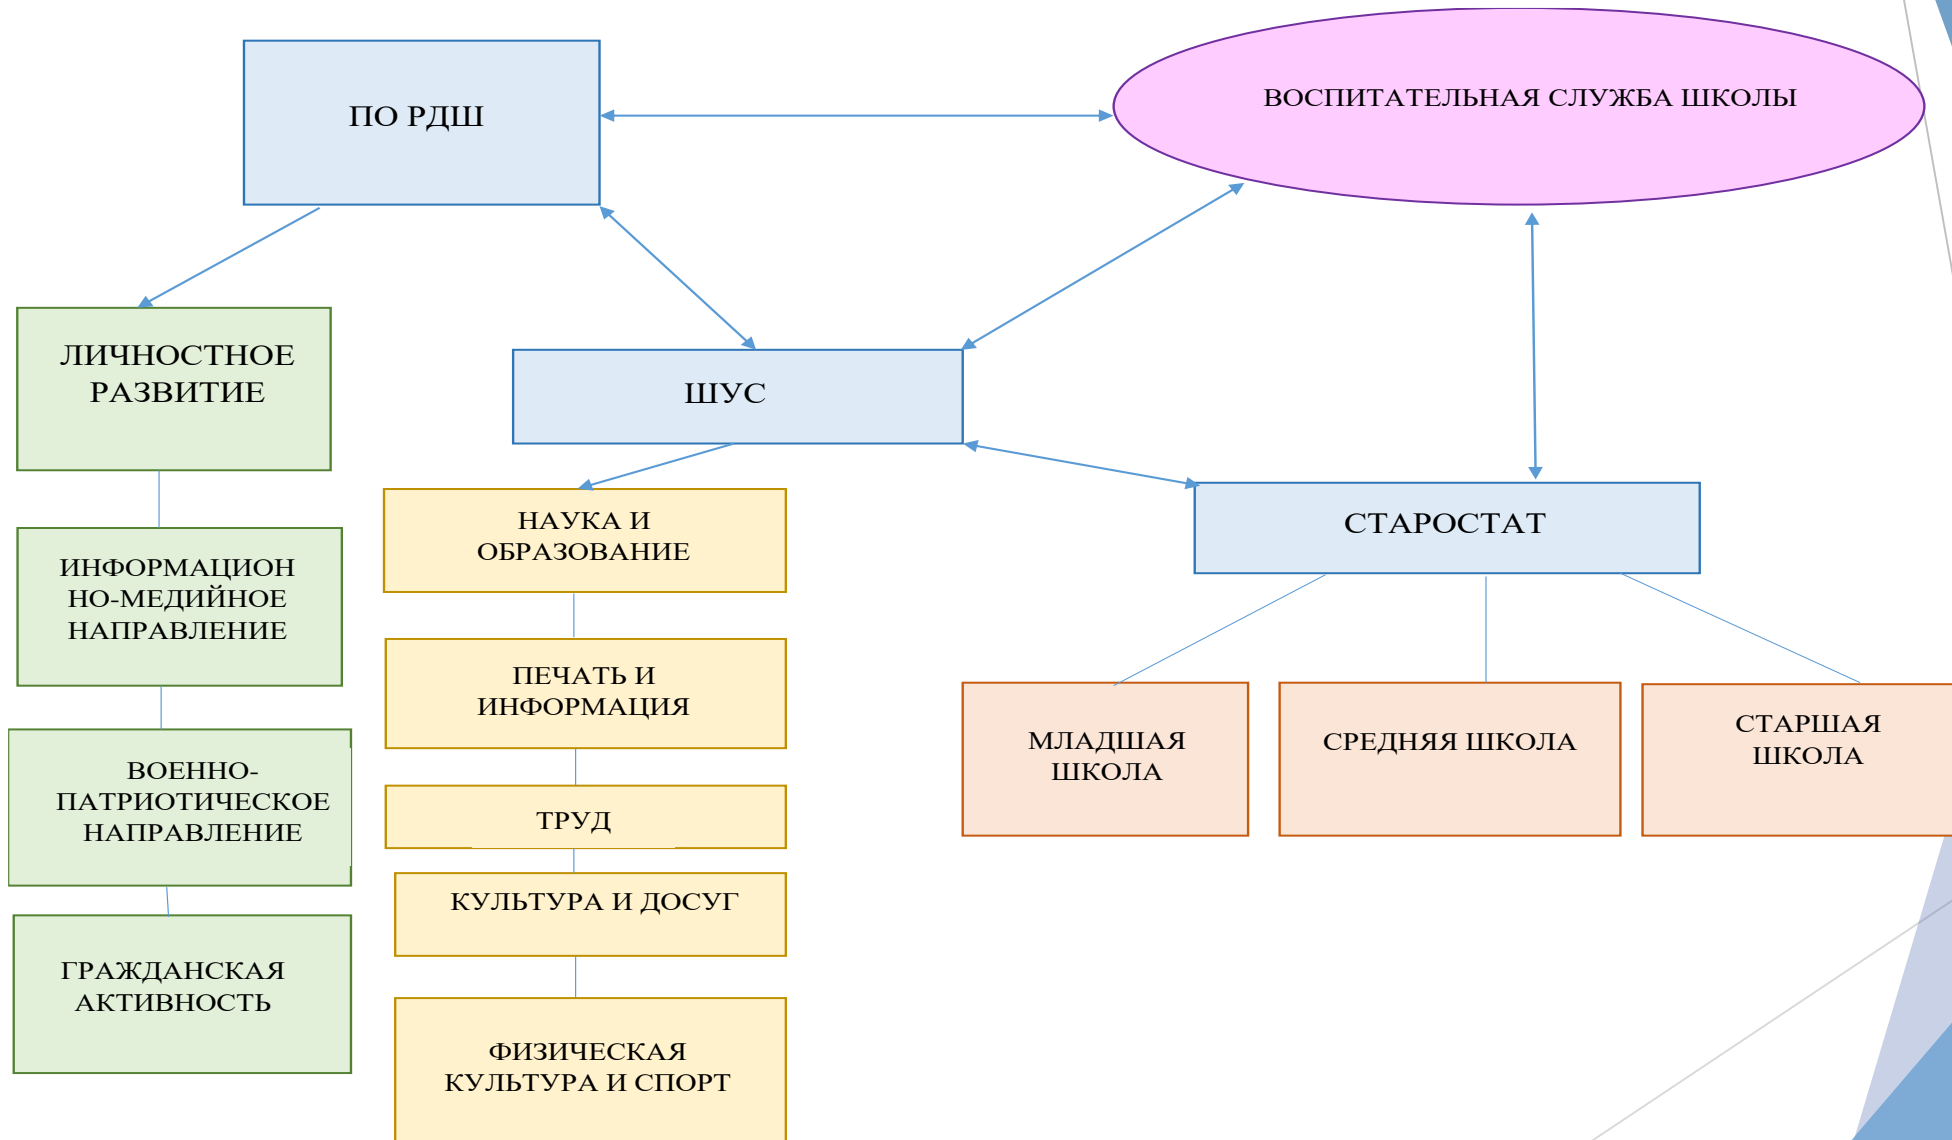 ПО РДШ
ВОСПИТАТЕЛЬНАЯ СЛУЖБА ШКОЛЫ
ЛИЧНОСТНОЕ
РАЗВИТИЕ
ШУС
НАУКА И
ОБРАЗОВАНИЕ
СТАРОСТАТ
ИНФОРМАЦИОН
НО-МЕДИЙНОЕ
НАПРАВЛЕНИЕ
ПЕЧАТЬ И
ИНФОРМАЦИЯ
МЛАДШАЯ
ШКОЛА
СРЕДНЯЯ ШКОЛА
СТАРШАЯ
ШКОЛА
ВОЕННО-
ПАТРИОТИЧЕСКОЕ
НАПРАВЛЕНИЕ
ТРУД
КУЛЬТУРА И ДОСУГ
ГРАЖДАНСКАЯ
АКТИВНОСТЬ
ФИЗИЧЕСКАЯ
КУЛЬТУРА И СПОРТ